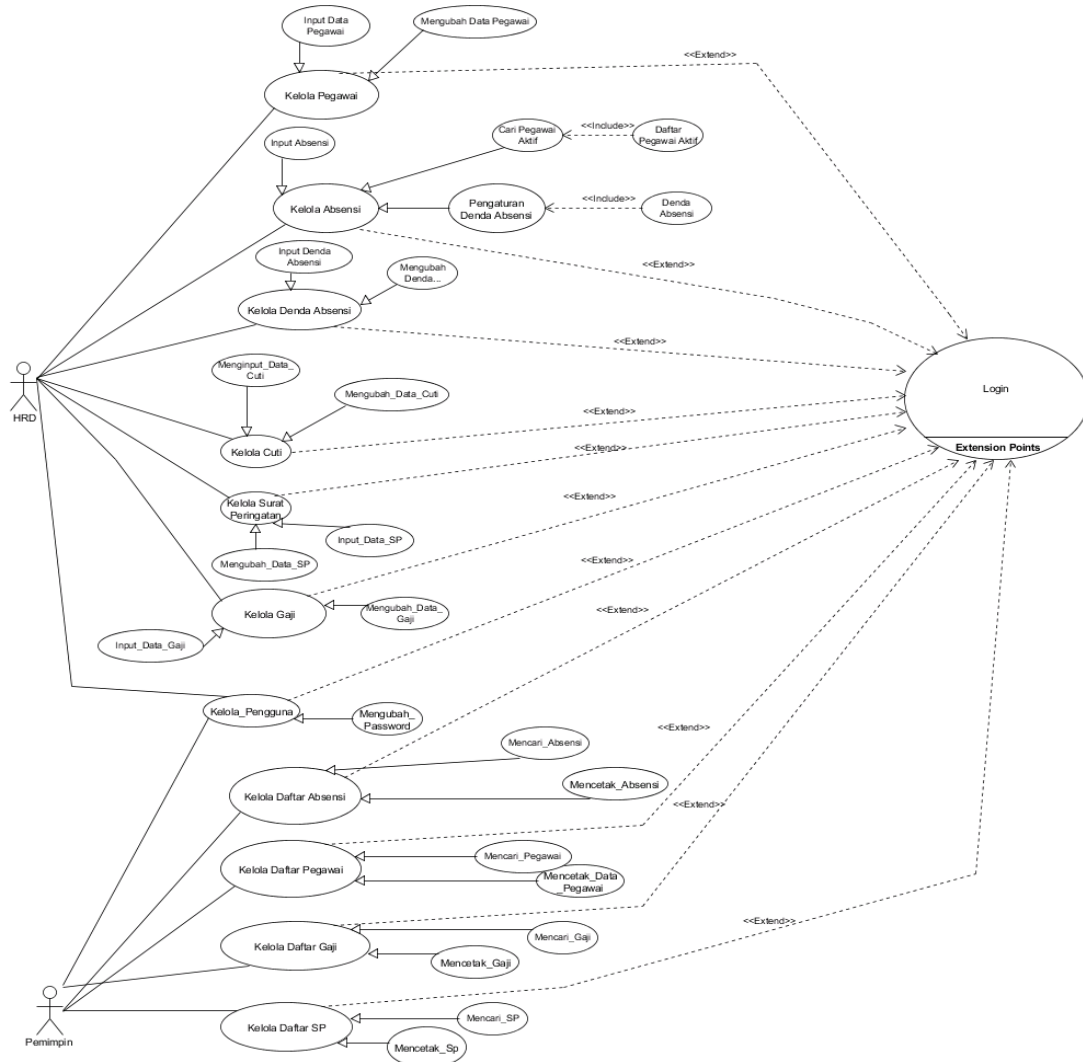 Input Data
Pegawai
Mengubah Data Pegawai
<<Extend>>
Kelola Pegawai
Input Absensi
Cari Pegawai
Aktif
<<Include>>
Daftar
Pegawai Aktif
Kelola Absensi
Pengaturan
Denda Absensi
<<Include>>
Denda
Absensi
Input Denda
Absensi
Mengubah
Denda...
<<Extend>>
Kelola Denda Absensi
<<Extend>>
HRD
Menginput_Data_
Cuti
Mengubah_Data_Cuti
Login
Extension Points
<<Extend>>
Kelola Cuti
<<Extend>>
Kelola Surat
Peringatan
Input_Data_SP
Mengubah_Data_SP
<<Extend>>
Kelola Gaji
Mengubah_Data_
Gaji
Input_Data_Gaji
<<Extend>>
<<Extend>>
Kelola_Pengguna
Mengubah_
Password
<<Extend>>
Mencari_Absensi
Kelola Daftar Absensi
Mencetak_Absensi
<<Extend>>
Kelola Daftar Pegawai
Mencari_Pegawai
Mencetak_Data
_Pegawai
Kelola Daftar Gaji
Mencari_Gaji
Mencetak_Gaji
<<Extend>>
Pemimpin
Kelola Daftar SP
Mencari_SP
Mencetak_Sp